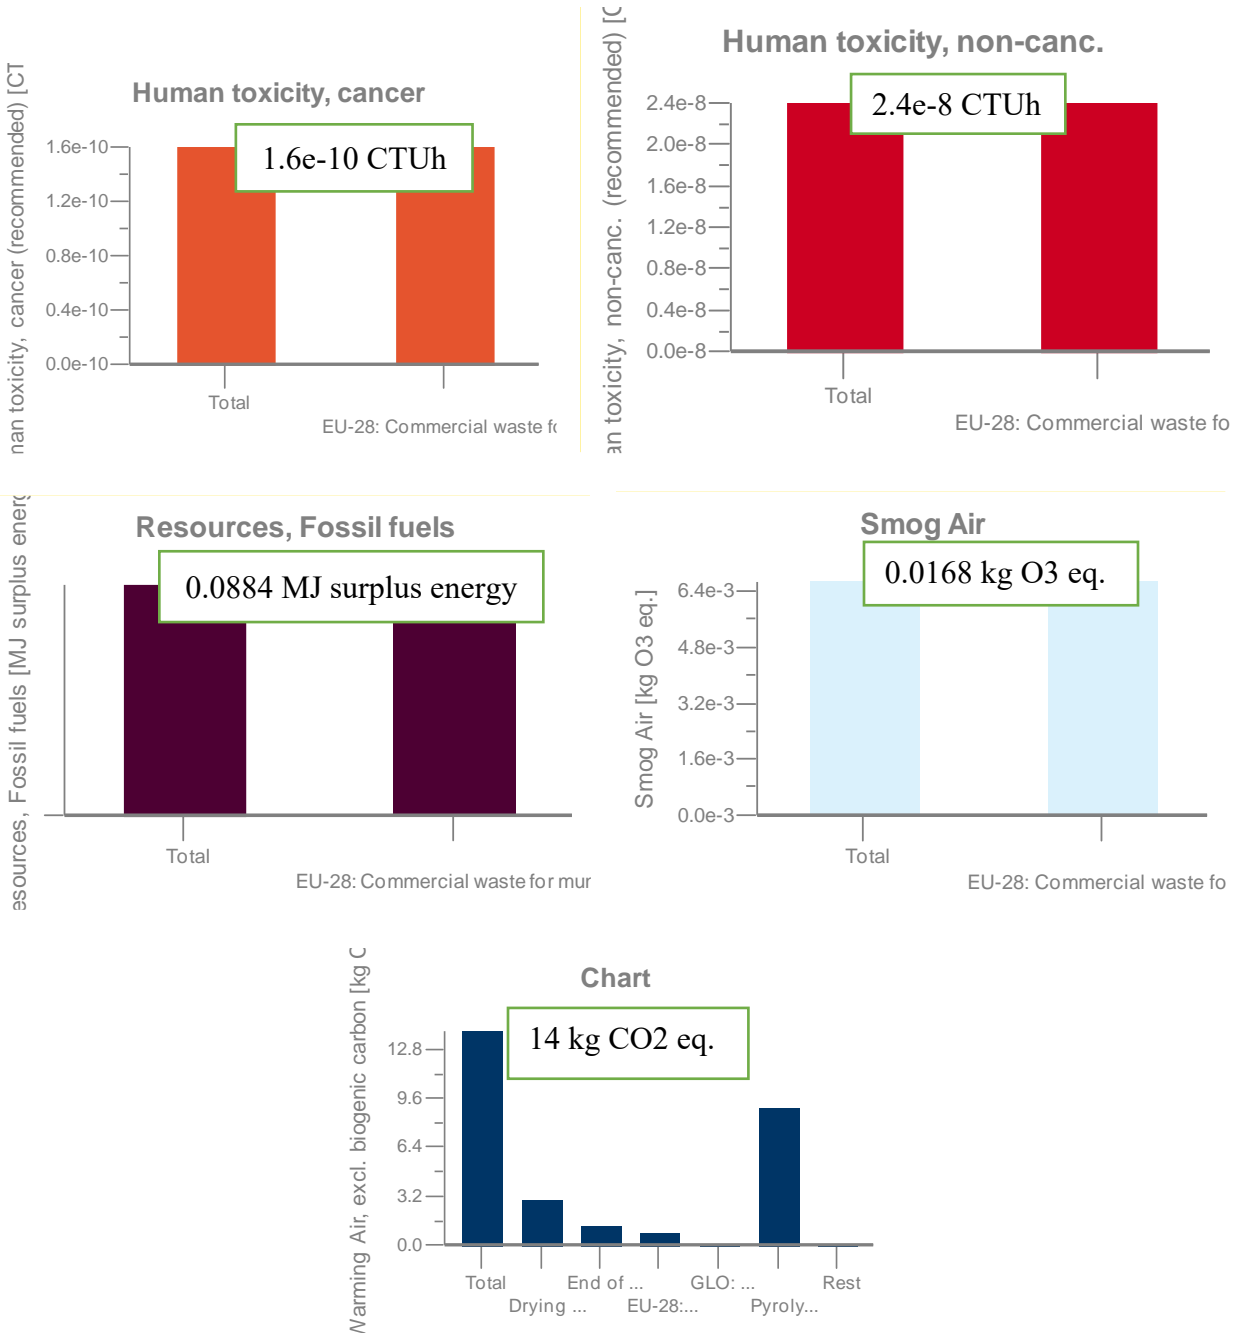 Human toxicity, cancer
nan toxicity, cancer (recommended) [CT
1.6e-10 CTUh
1.6e-10
1.2e-10
0.8e-10
0.4e-10
0.0e-10
Total
EU-28: Commercial waste fo
Human toxicity, non-canc.
an toxicity, non-canc. (recommended) [C
2.4e-8 CTUh
2.4e-8
2.0e-8
1.6e-8
1.2e-8
0.8e-8
0.4e-8
0.0e-8
Total
EU-28: Commercial waste fo
Resources, Fossil fuels
esources, Fossil fuels [MJ surplus energ
0.0884 MJ surplus energy
Total
EU-28: Commercial waste for mun
Smog Air
Smog Air [kg O3 eq.]
0.0168 kg O3 eq.
6.4e-3
4.8e-3
3.2e-3
1.6e-3
0.0e-3
Total
EU-28: Commercial waste fo
Chart
Warming Air, excl. biogenic carbon [kg C
14 kg CO2 eq.
12.8
9.6
6.4
3.2
0.0
Total
Drying ...
End of ...
EU-28:...
GLO: ...
Pyroly...
Rest